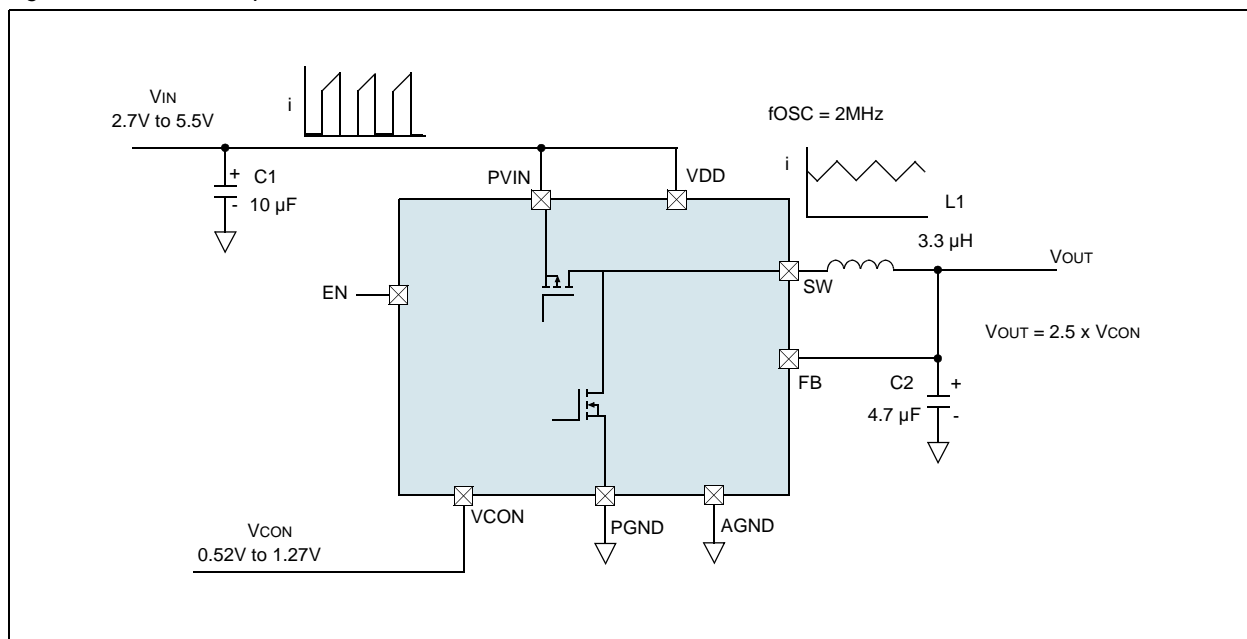 VIN
2.7V to 5.5V
i
fOSC = 2MHz
i
+
C1
-
10 µF
PVIN
VDD
L1
3.3 µH
VOUT
EN
SW
VOUT = 2.5 x VCON
FB
C2
+
4.7 µF
-
VCON
PGND
AGND
VCON
0.52V to 1.27V